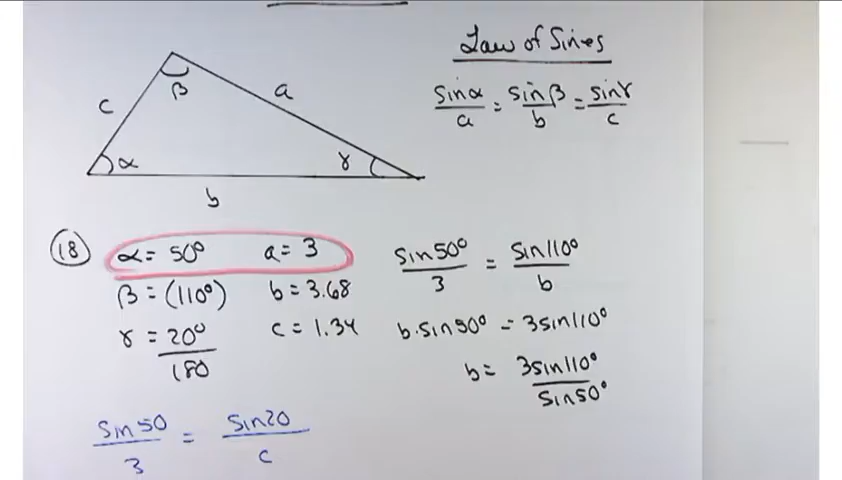 Law of Sines
sinα/a = sinβ/b = sinγ/c
β
c
a
α
γ
b
18
α = 50° a = 3
β = (110°) b = 3.68
γ = 20° c = 1.34
180
sin50°/3 = sin110°/b
b·sin50° = 3sin110°
b = 3sin110°/sin50°
sin50/3 = sin20/c